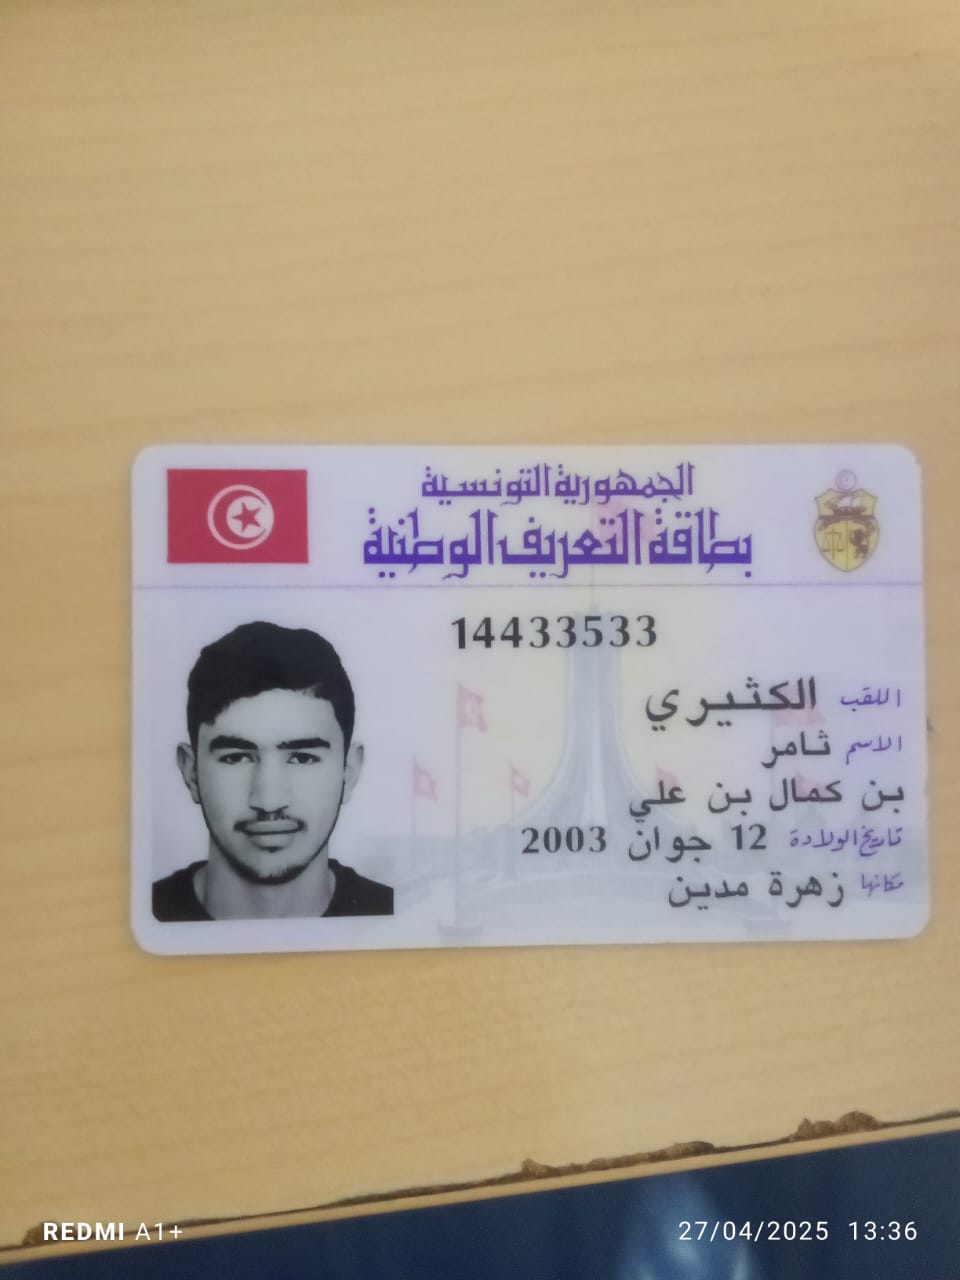 الجمهورية التونسية
بطاقة التعريف الوطنية
14433533
اللقب الكثيري
الاسم ثامر
بن كمال بن علي
تاريخ الولادة 12 جوان 2003
مكانها زهرة مدين
REDMI A1+
27/04/2025 13:36